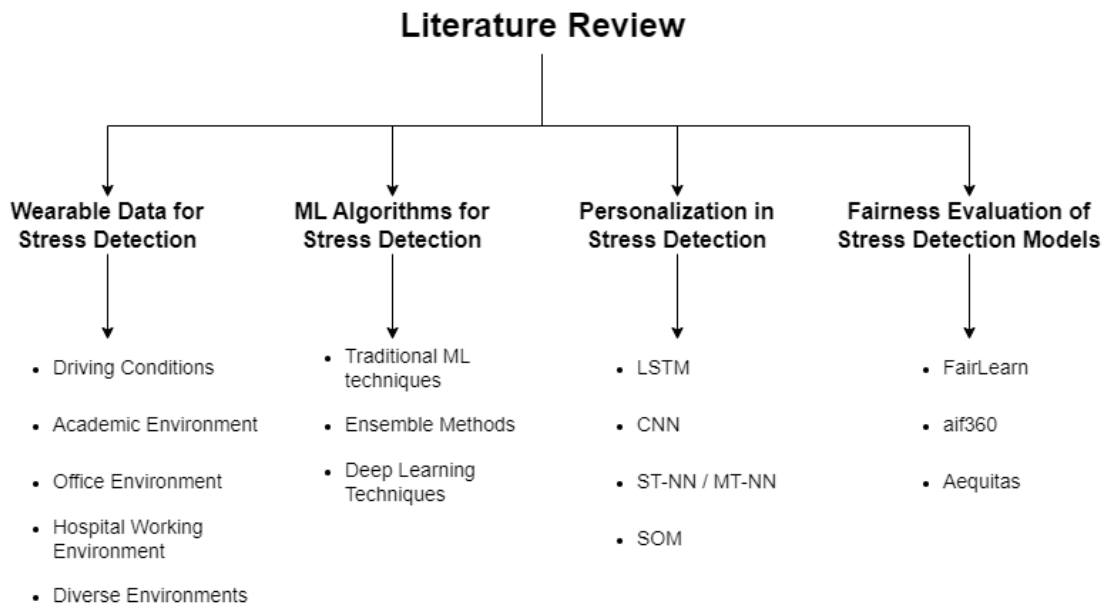 Literature Review
Wearable Data for
Stress Detection
ML Algorithms for
Stress Detection
Personalization in
Stress Detection
Fairness Evaluation of
Stress Detection Models
• Driving Conditions
• Academic Environment
• Office Environment
• Hospital Working
Environment
• Diverse Environments
• Traditional ML
techniques
• Ensemble Methods
• Deep Learning
Techniques
• LSTM
• CNN
• ST-NN / MT-NN
• SOM
• FairLearn
• aif360
• Aequitas